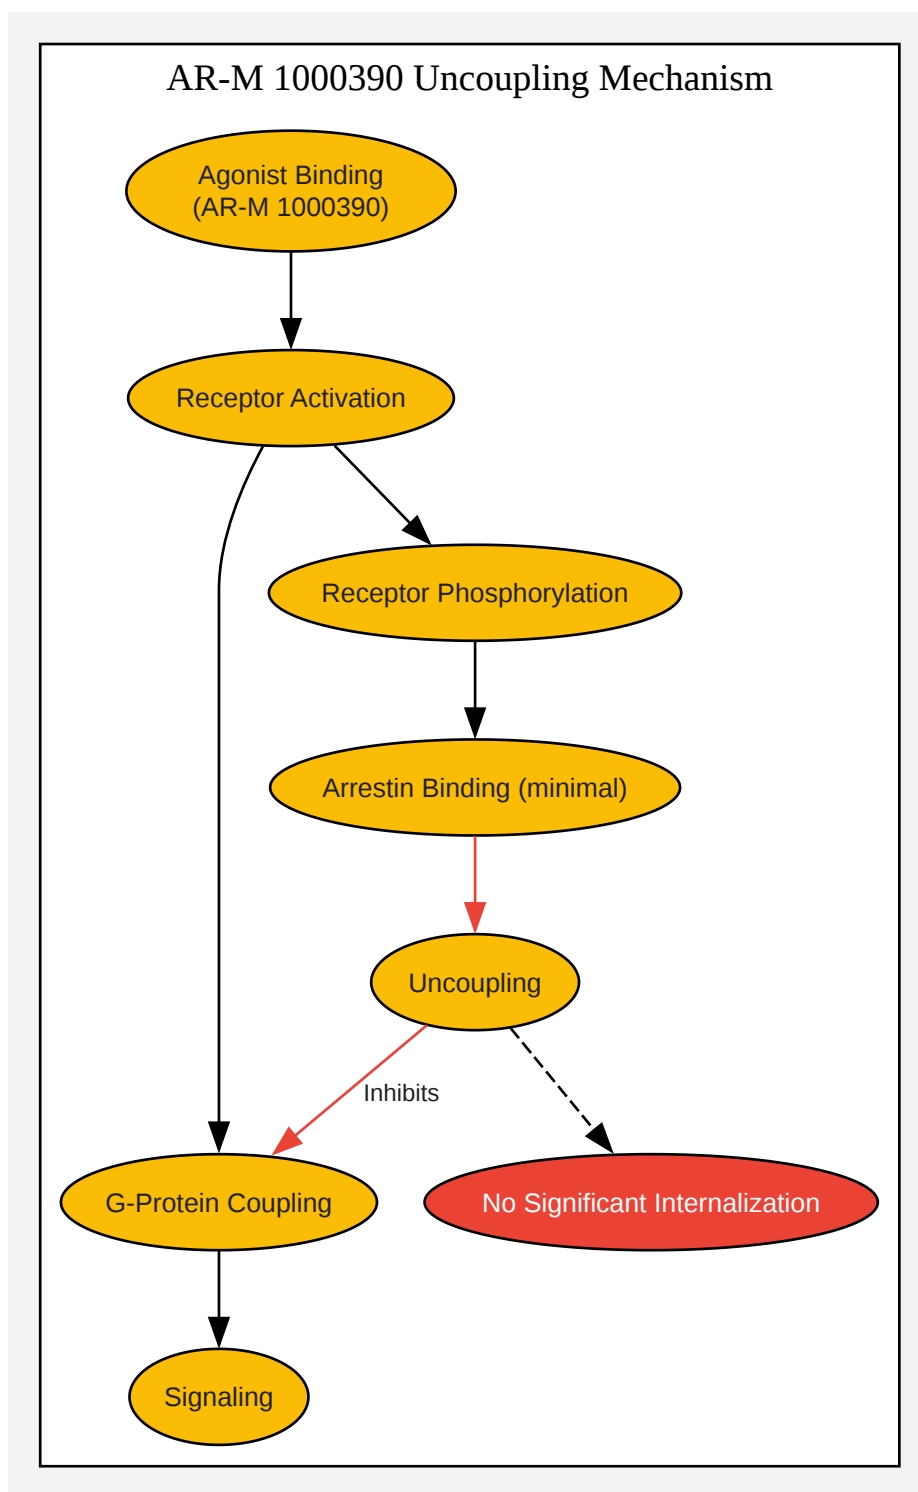 AR-M 1000390 Uncoupling Mechanism
Agonist Binding
(AR-M 1000390)
Receptor Activation
Receptor Phosphorylation
Arrestin Binding (minimal)
Uncoupling
Inhibits
G-Protein Coupling
No Significant Internalization
Signaling